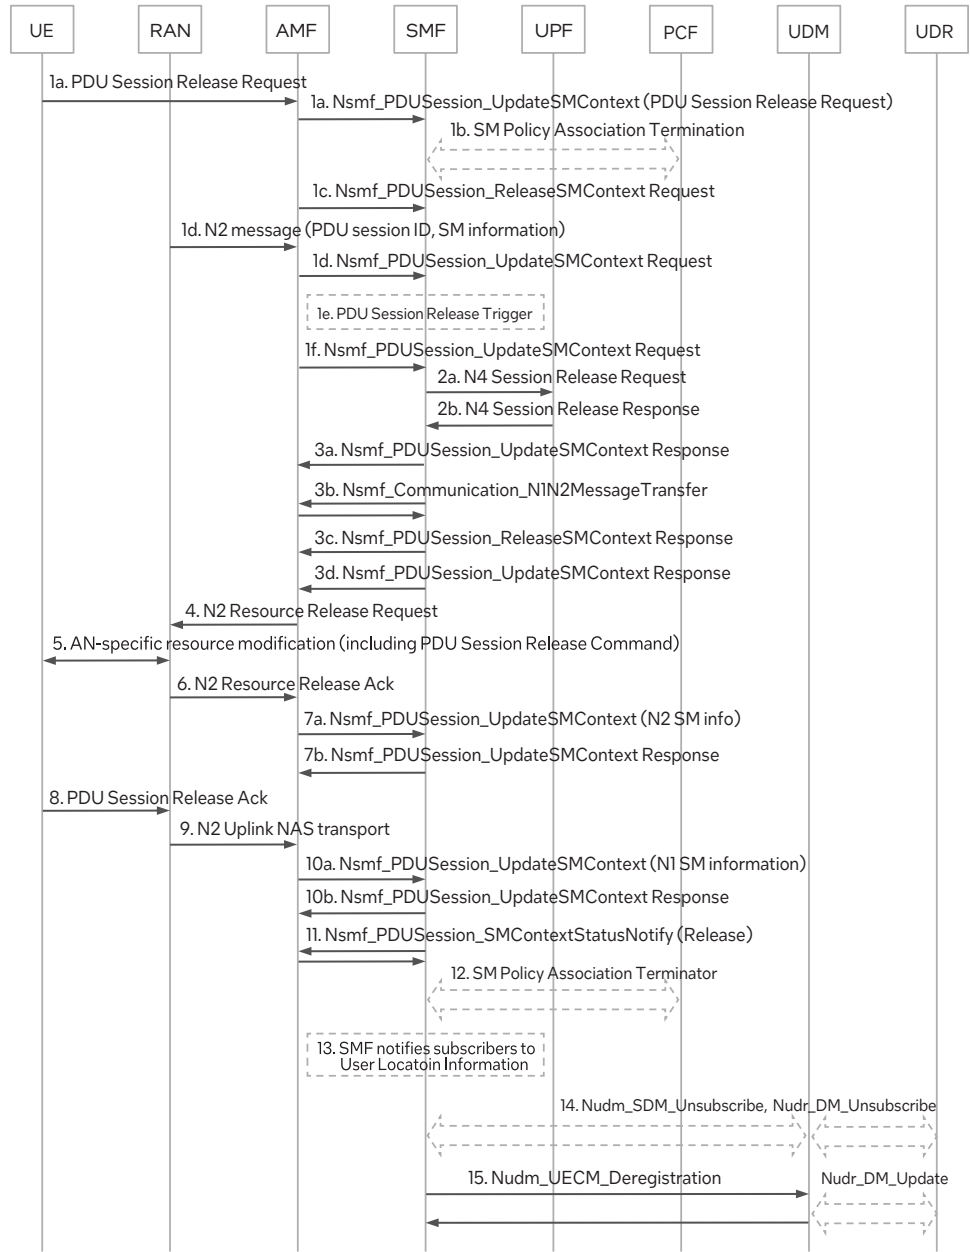 UE RAN AMF SMF UPF PCF UDM UDR
1a. PDU Session Release Request
1a. Nsmf_PDUSession_UpdateSMContext (PDU Session Release Request)
1b. SM Policy Association Termination
1c. Nsmf_PDUSession_ReleaseSMContext Request
1d. N2 message (PDU session ID, SM information)
1d. Nsmf_PDUSession_UpdateSMContext Request
1e. PDU Session Release Trigger
1f. Nsmf_PDUSession_UpdateSMContext Request
2a. N4 Session Release Request
2b. N4 Session Release Response
3a. Nsmf_PDUSession_UpdateSMContext Response
3b. Nsmf_Communication_N1N2MessageTransfer
3c. Nsmf_PDUSession_ReleaseSMContext Response
3d. Nsmf_PDUSession_UpdateSMContext Response
4. N2 Resource Release Request
5. AN-specific resource modification (including PDU Session Release Command)
6. N2 Resource Release Ack
7a. Nsmf_PDUSession_UpdateSMContext (N2 SM info)
7b. Nsmf_PDUSession_UpdateSMContext Response
8. PDU Session Release Ack
9. N2 Uplink NAS transport
10a. Nsmf_PDUSession_UpdateSMContext (N1 SM information)
10b. Nsmf_PDUSession_UpdateSMContext Response
11. Nsmf_PDUSession_SMContextStatusNotify (Release)
12. SM Policy Association Terminator
13. SMF notifies subscribers to
User Locatoin Information
14. Nudm_SDM_Unsubscribe, Nudr_DM_Unsubscribe
15. Nudm_UECM_Deregistration Nudr_DM_Update